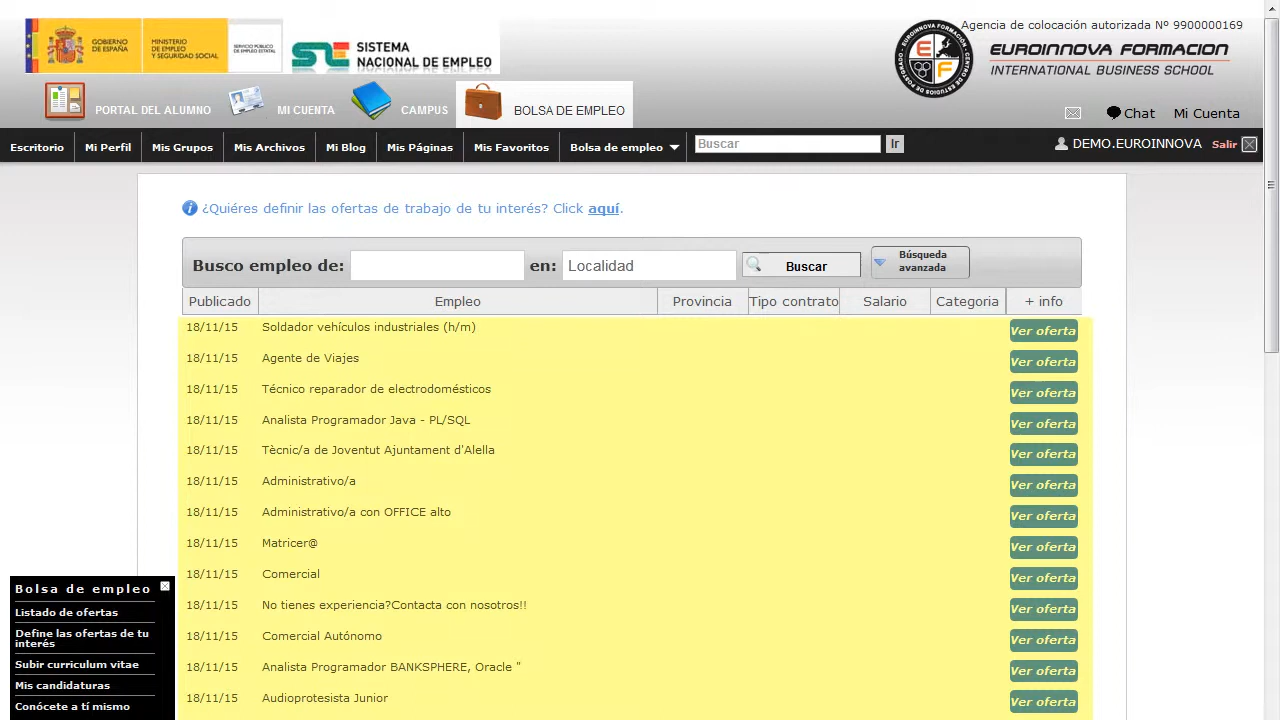 GOBIERNO DE ESPAÑA
MINISTERIO DE EMPLEO Y SEGURIDAD SOCIAL
SERVICIO PÚBLICO DE EMPLEO ESTATAL
SISTEMA NACIONAL DE EMPLEO
Agencia de colocación autorizada Nº 9900000169
EUROINNOVA FORMACION
INTERNATIONAL BUSINESS SCHOOL
PORTAL DEL ALUMNO
MI CUENTA
CAMPUS
BOLSA DE EMPLEO
Chat
Mi Cuenta
Escritorio
Mi Perfil
Mis Grupos
Mis Archivos
Mi Blog
Mis Páginas
Mis Favoritos
Bolsa de empleo
Buscar
Ir
DEMO.EUROINNOVA
Salir
¿Quiéres definir las ofertas de trabajo de tu interés? Click aquí.
Busco empleo de:
en:
Localidad
Buscar
Búsqueda avanzada
Publicado Empleo Provincia Tipo contrato Salario Categoria + info
18/11/15 Soldador vehículos industriales (h/m) Ver oferta
18/11/15 Agente de Viajes Ver oferta
18/11/15 Técnico reparador de electrodomésticos Ver oferta
18/11/15 Analista Programador Java - PL/SQL Ver oferta
18/11/15 Tècnic/a de Joventut Ajuntament d'Alella Ver oferta
18/11/15 Administrativo/a Ver oferta
18/11/15 Administrativo/a con OFFICE alto Ver oferta
18/11/15 Matricer@ Ver oferta
18/11/15 Comercial Ver oferta
18/11/15 No tienes experiencia?Contacta con nosotros!! Ver oferta
18/11/15 Comercial Autónomo Ver oferta
18/11/15 Analista Programador BANKSPHERE, Oracle " Ver oferta
18/11/15 Audioprotesista Junior Ver oferta
Bolsa de empleo
Listado de ofertas
Define las ofertas de tu
interés
Subir curriculum vitae
Mis candidaturas
Conócete a tí mismo